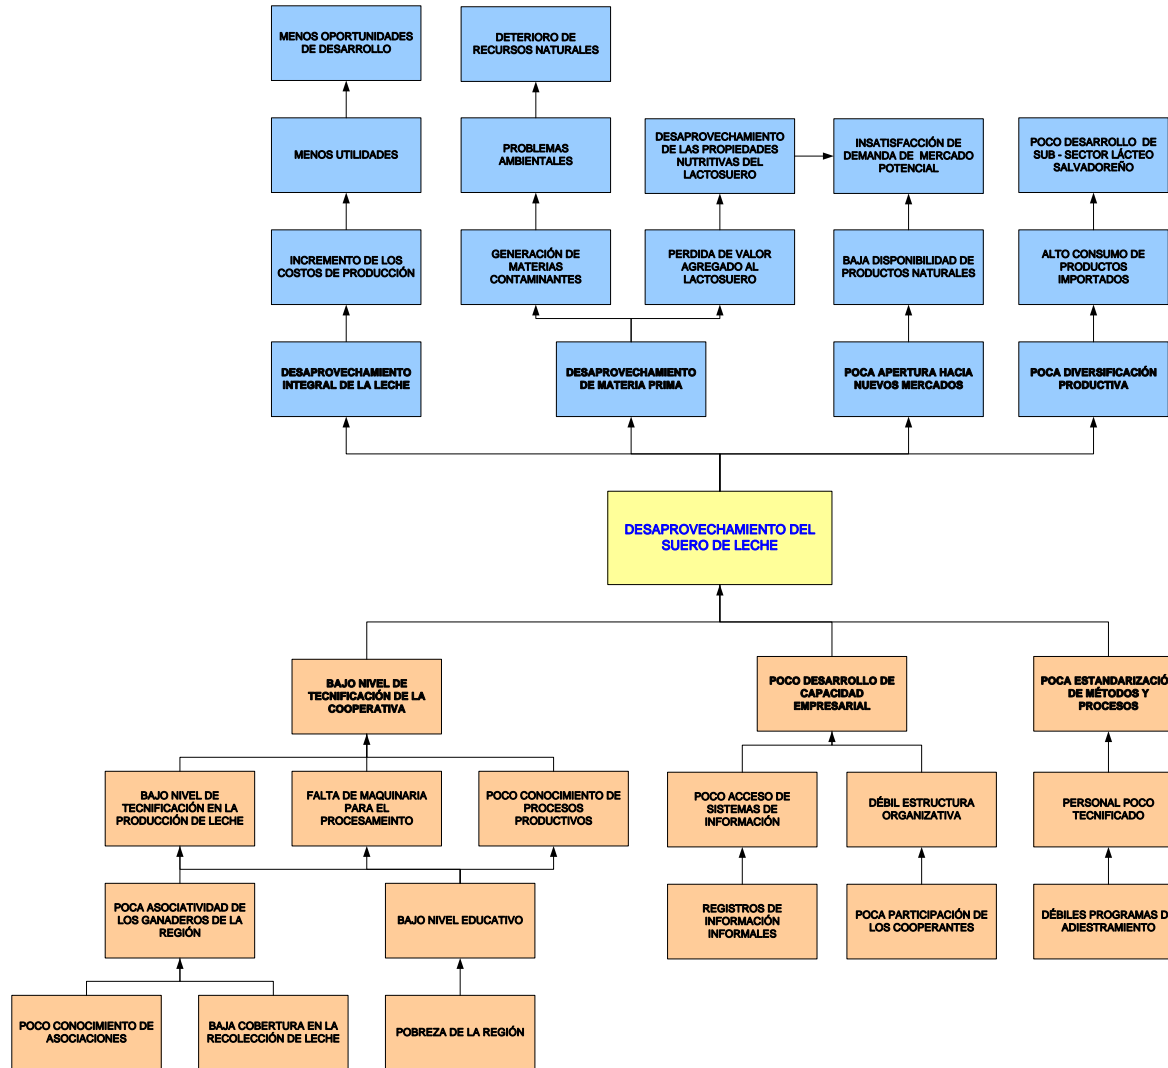 MENOS OPORTUNIDADES
DE DESARROLLO
DETERIORO DE
RECURSOS NATURALES
MENOS UTILIDADES
PROBLEMAS
AMBIENTALES
DESAPROVECHAMIENTO
DE LAS PROPIEDADES
NUTRITIVAS DEL
LACTOSUERO
INSATISFACCIÓN DE
DEMANDA DE MERCADO
POTENCIAL
POCO DESARROLLO DE
SUB - SECTOR LÁCTEO
SALVADOREÑO
INCREMENTO DE LOS
COSTOS DE PRODUCCIÓN
GENERACIÓN DE
MATERIAS
CONTAMINANTES
PERDIDA DE VALOR
AGREGADO AL
LACTOSUERO
BAJA DISPONIBILIDAD DE
PRODUCTOS NATURALES
ALTO CONSUMO DE
PRODUCTOS
IMPORTADOS
DESAPROVECHAMIENTO
INTEGRAL DE LA LECHE
DESAPROVECHAMIENTO
DE MATERIA PRIMA
POCA APERTURA HACIA
NUEVOS MERCADOS
POCA DIVERSIFICACIÓN
PRODUCTIVA
DESAPROVECHAMIENTO DEL
SUERO DE LECHE
BAJO NIVEL DE
TECNIFICACIÓN DE LA
COOPERATIVA
POCO DESARROLLO DE
CAPACIDAD
EMPRESARIAL
POCA ESTANDARIZACIÓ
DE MÉTODOS Y
PROCESOS
BAJO NIVEL DE
TECNIFICACIÓN EN LA
PRODUCCIÓN DE LECHE
FALTA DE MAQUINARIA
PARA EL
PROCESAMEINTO
POCO CONOCIMIENTO DE
PROCESOS
PRODUCTIVOS
POCO ACCESO DE
SISTEMAS DE
INFORMACIÓN
DÉBIL ESTRUCTURA
ORGANIZATIVA
PERSONAL POCO
TECNIFICADO
POCA ASOCIATIVIDAD DE
LOS GANADEROS DE LA
REGIÓN
BAJO NIVEL EDUCATIVO
REGISTROS DE
INFORMACIÓN
INFORMALES
POCA PARTICIPACIÓN DE
LOS COOPERANTES
DÉBILES PROGRAMAS D
ADIESTRAMIENTO
POCO CONOCIMIENTO DE
ASOCIACIONES
BAJA COBERTURA EN LA
RECOLECCIÓN DE LECHE
POBREZA DE LA REGIÓN